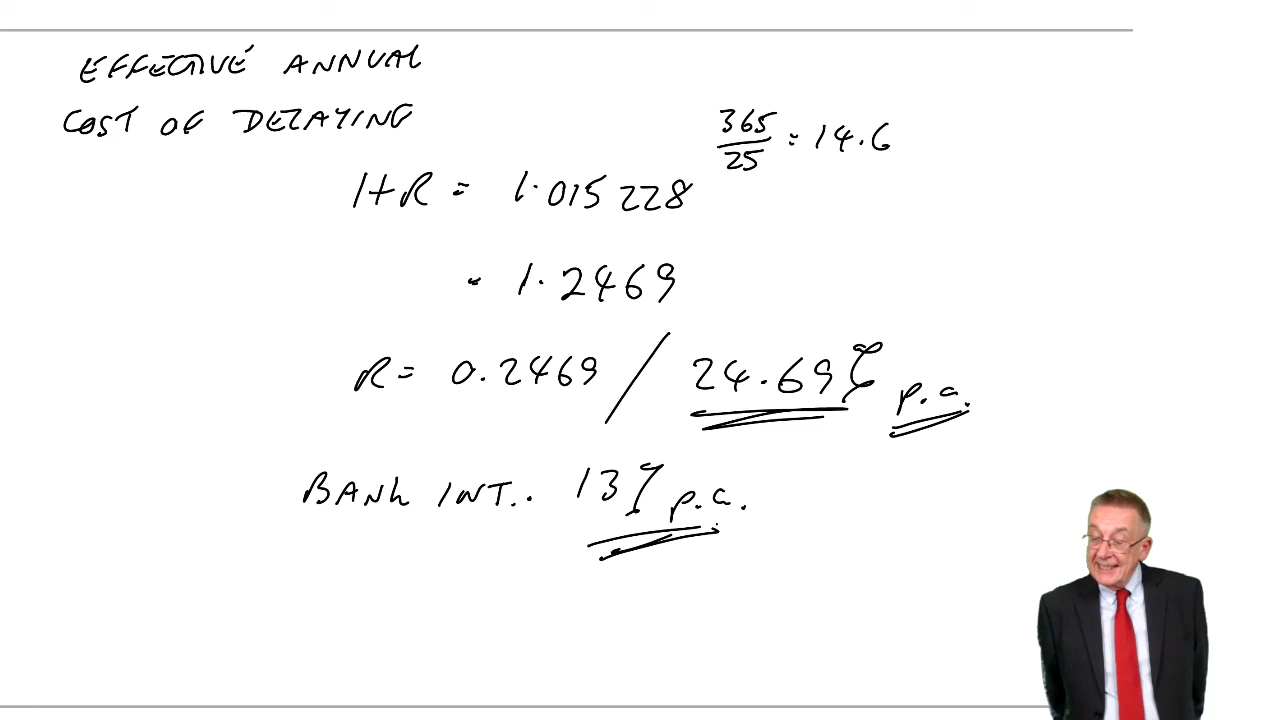 EFFECTIVE ANNUAL
COST OF DELAYING
365
25 = 14.6
1+R = 1.015228
= 1.2469
R = 0.2469 / 24.69% p.a.
BANK INT.. 13% p.a.